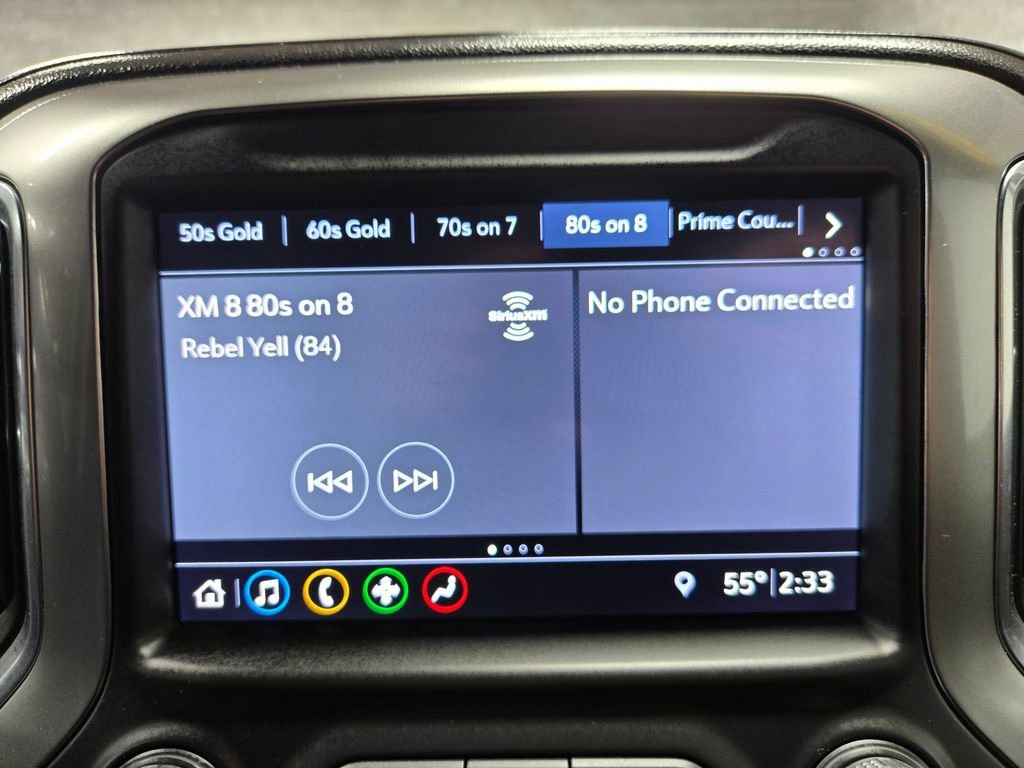 50s Gold | 60s Gold | 70s on 7 | 80s on 8 | Prime Cou...
XM 8 80s on 8
SiriusXM
Rebel Yell (84)
No Phone Connected
55° | 2:33